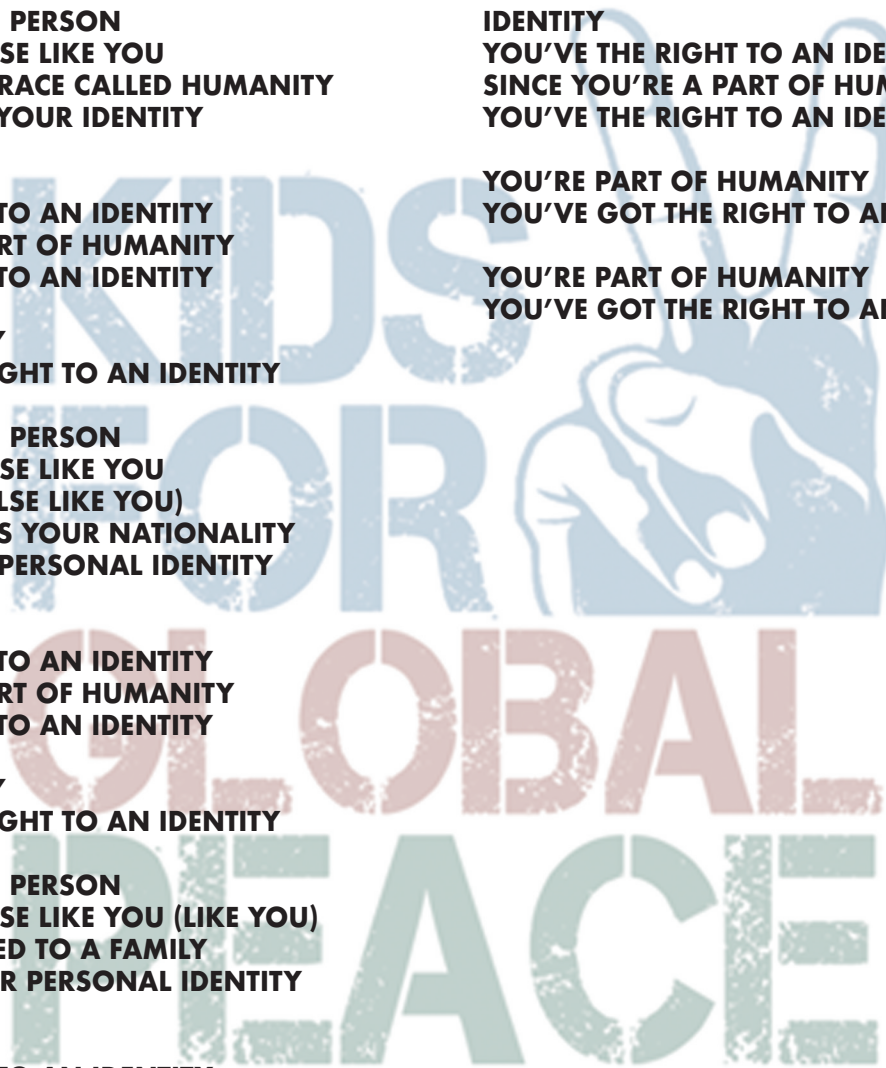 PERSON
SE LIKE YOU
RACE CALLED HUMANITY
YOUR IDENTITY
TO AN IDENTITY
RT OF HUMANITY
TO AN IDENTITY
Y
GHT TO AN IDENTITY
PERSON
SE LIKE YOU
LSE LIKE YOU)
S YOUR NATIONALITY
PERSONAL IDENTITY
TO AN IDENTITY
RT OF HUMANITY
TO AN IDENTITY
Y
GHT TO AN IDENTITY
PERSON
SE LIKE YOU (LIKE YOU)
ED TO A FAMILY
R PERSONAL IDENTITY
TO AN IDENTITY
IDENTITY
YOU’VE THE RIGHT TO AN IDE
SINCE YOU’RE A PART OF HUM
YOU’VE THE RIGHT TO AN IDE
YOU’RE PART OF HUMANITY
YOU’VE GOT THE RIGHT TO AN
YOU’RE PART OF HUMANITY
YOU’VE GOT THE RIGHT TO AN
KIDS
FOR
GLOBAL
PEACE